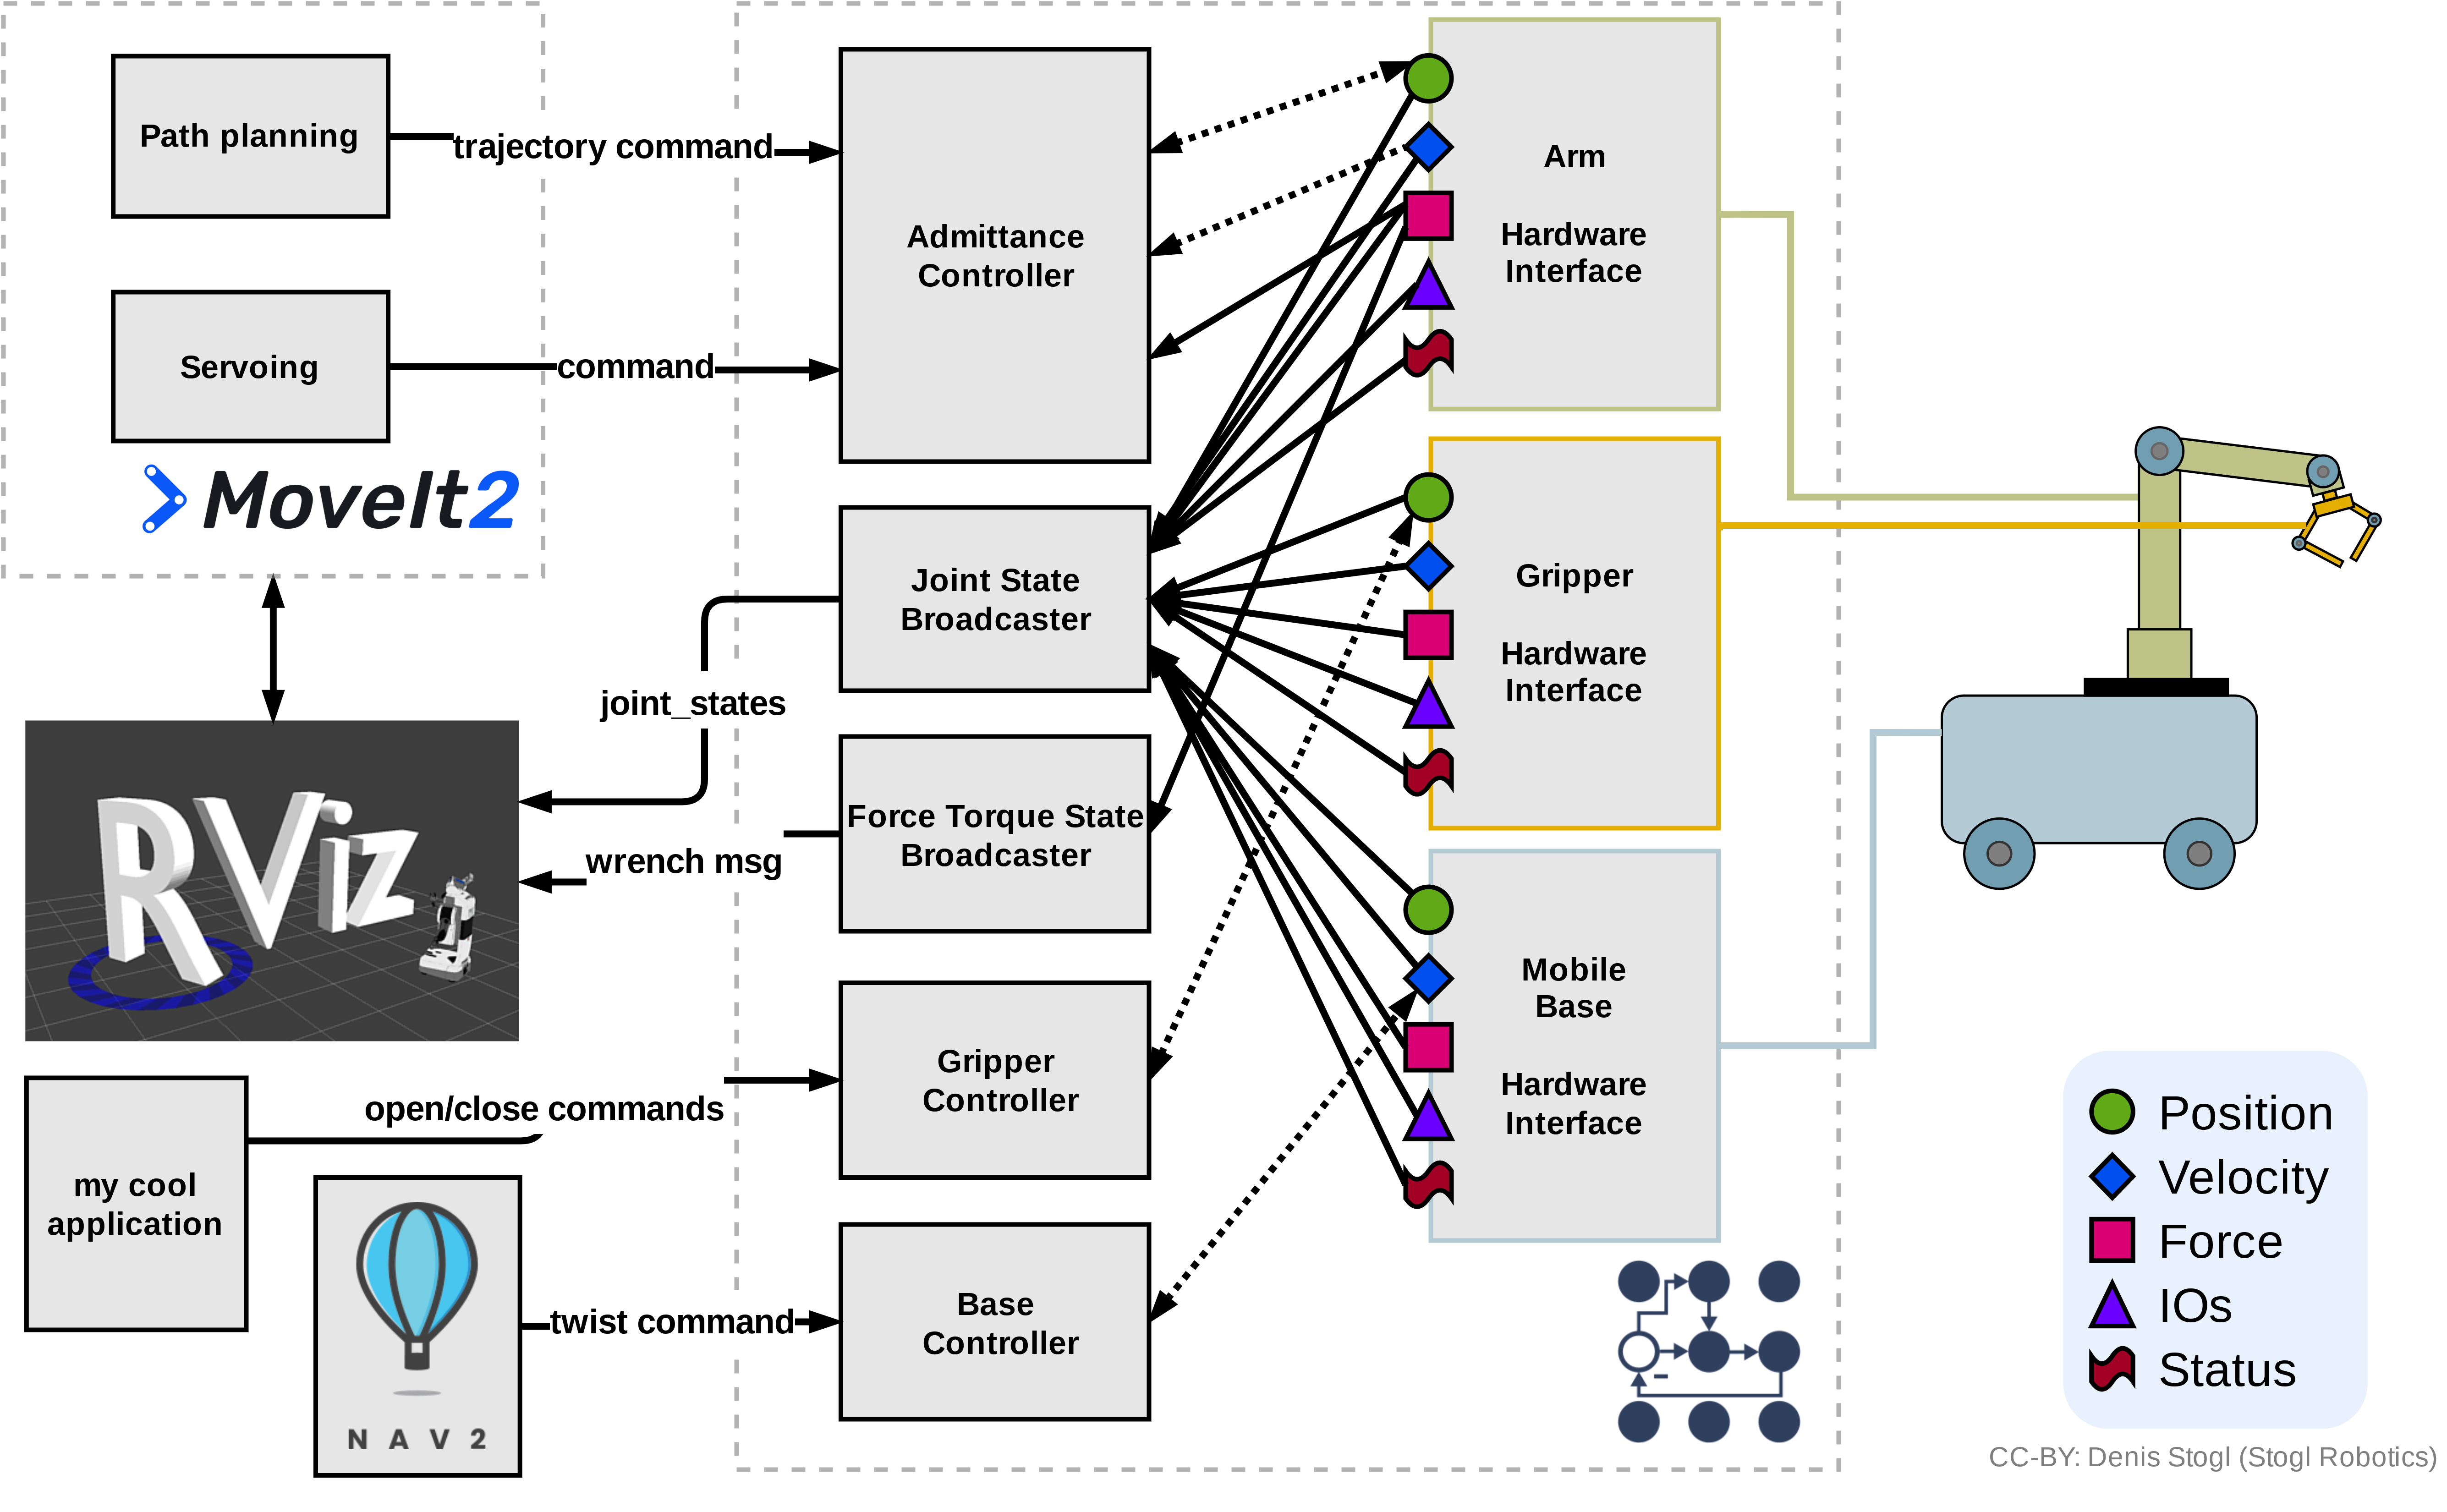 Path planning
trajectory command
Servoing
command
MoveIt2
joint_states
RViz
wrench msg
open/close commands
my cool
application
NAV2
twist command
Admittance
Controller
Joint State
Broadcaster
Force Torque State
Broadcaster
Gripper
Controller
Base
Controller
Arm
Hardware
Interface
Gripper
Hardware
Interface
Mobile
Base
Hardware
Interface
Position
Velocity
Force
IOs
Status
CC-BY: Denis Stogl (Stogl Robotics)